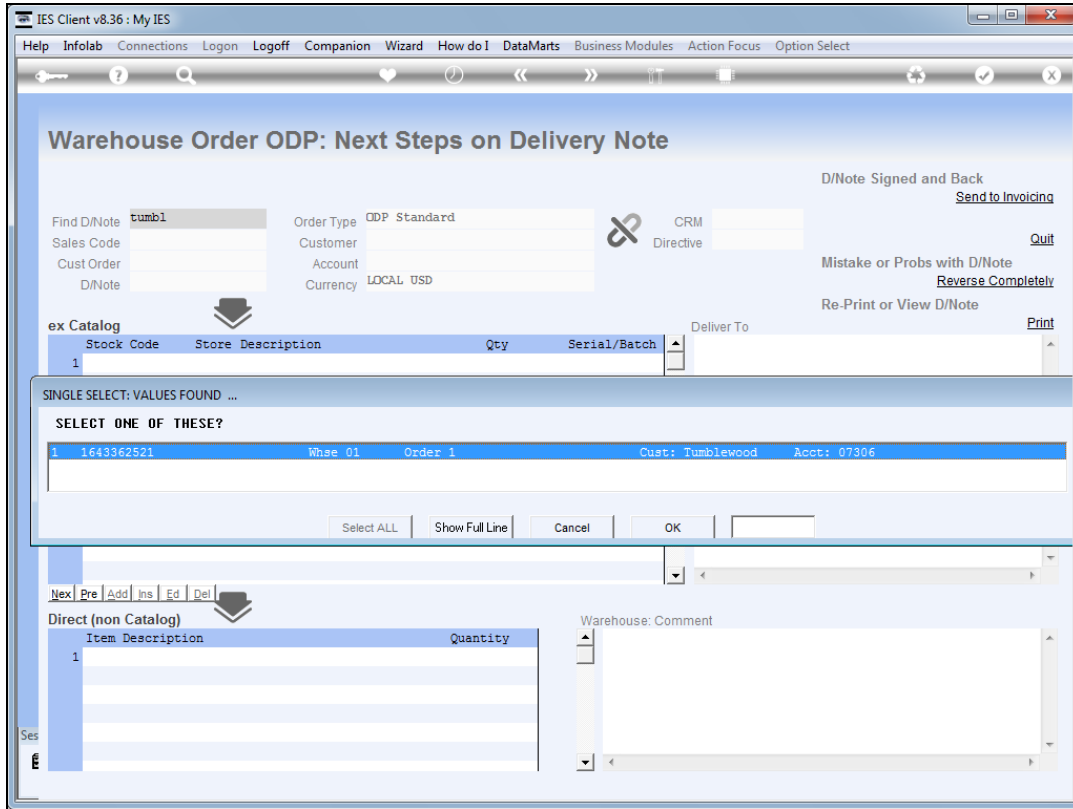 IES Client v8.36 : My IES
Help Infolab Connections Logon Logoff Companion Wizard How do I DataMarts Business Modules Action Focus Option Select
Warehouse Order ODP: Next Steps on Delivery Note
D/Note Signed and Back
Send to Invoicing
Find D/Note tumbl Order Type ODP Standard CRM
Sales Code Customer Directive Quit
Cust Order Account Mistake or Probs with D/Note
D/Note Currency LOCAL USD Reverse Completely
Re-Print or View D/Note
ex Catalog Deliver To Print
Stock Code Store Description Qty Serial/Batch
1
SINGLE SELECT: VALUES FOUND ...
SELECT ONE OF THESE?
1 1643362521 Whse 01 Order 1 Cust: Tumblewood Acct: 07306
Select ALL Show Full Line Cancel OK
Nex Pre Add Ins Ed Del
Direct (non Catalog) Warehouse: Comment
Item Description Quantity
1
Ses